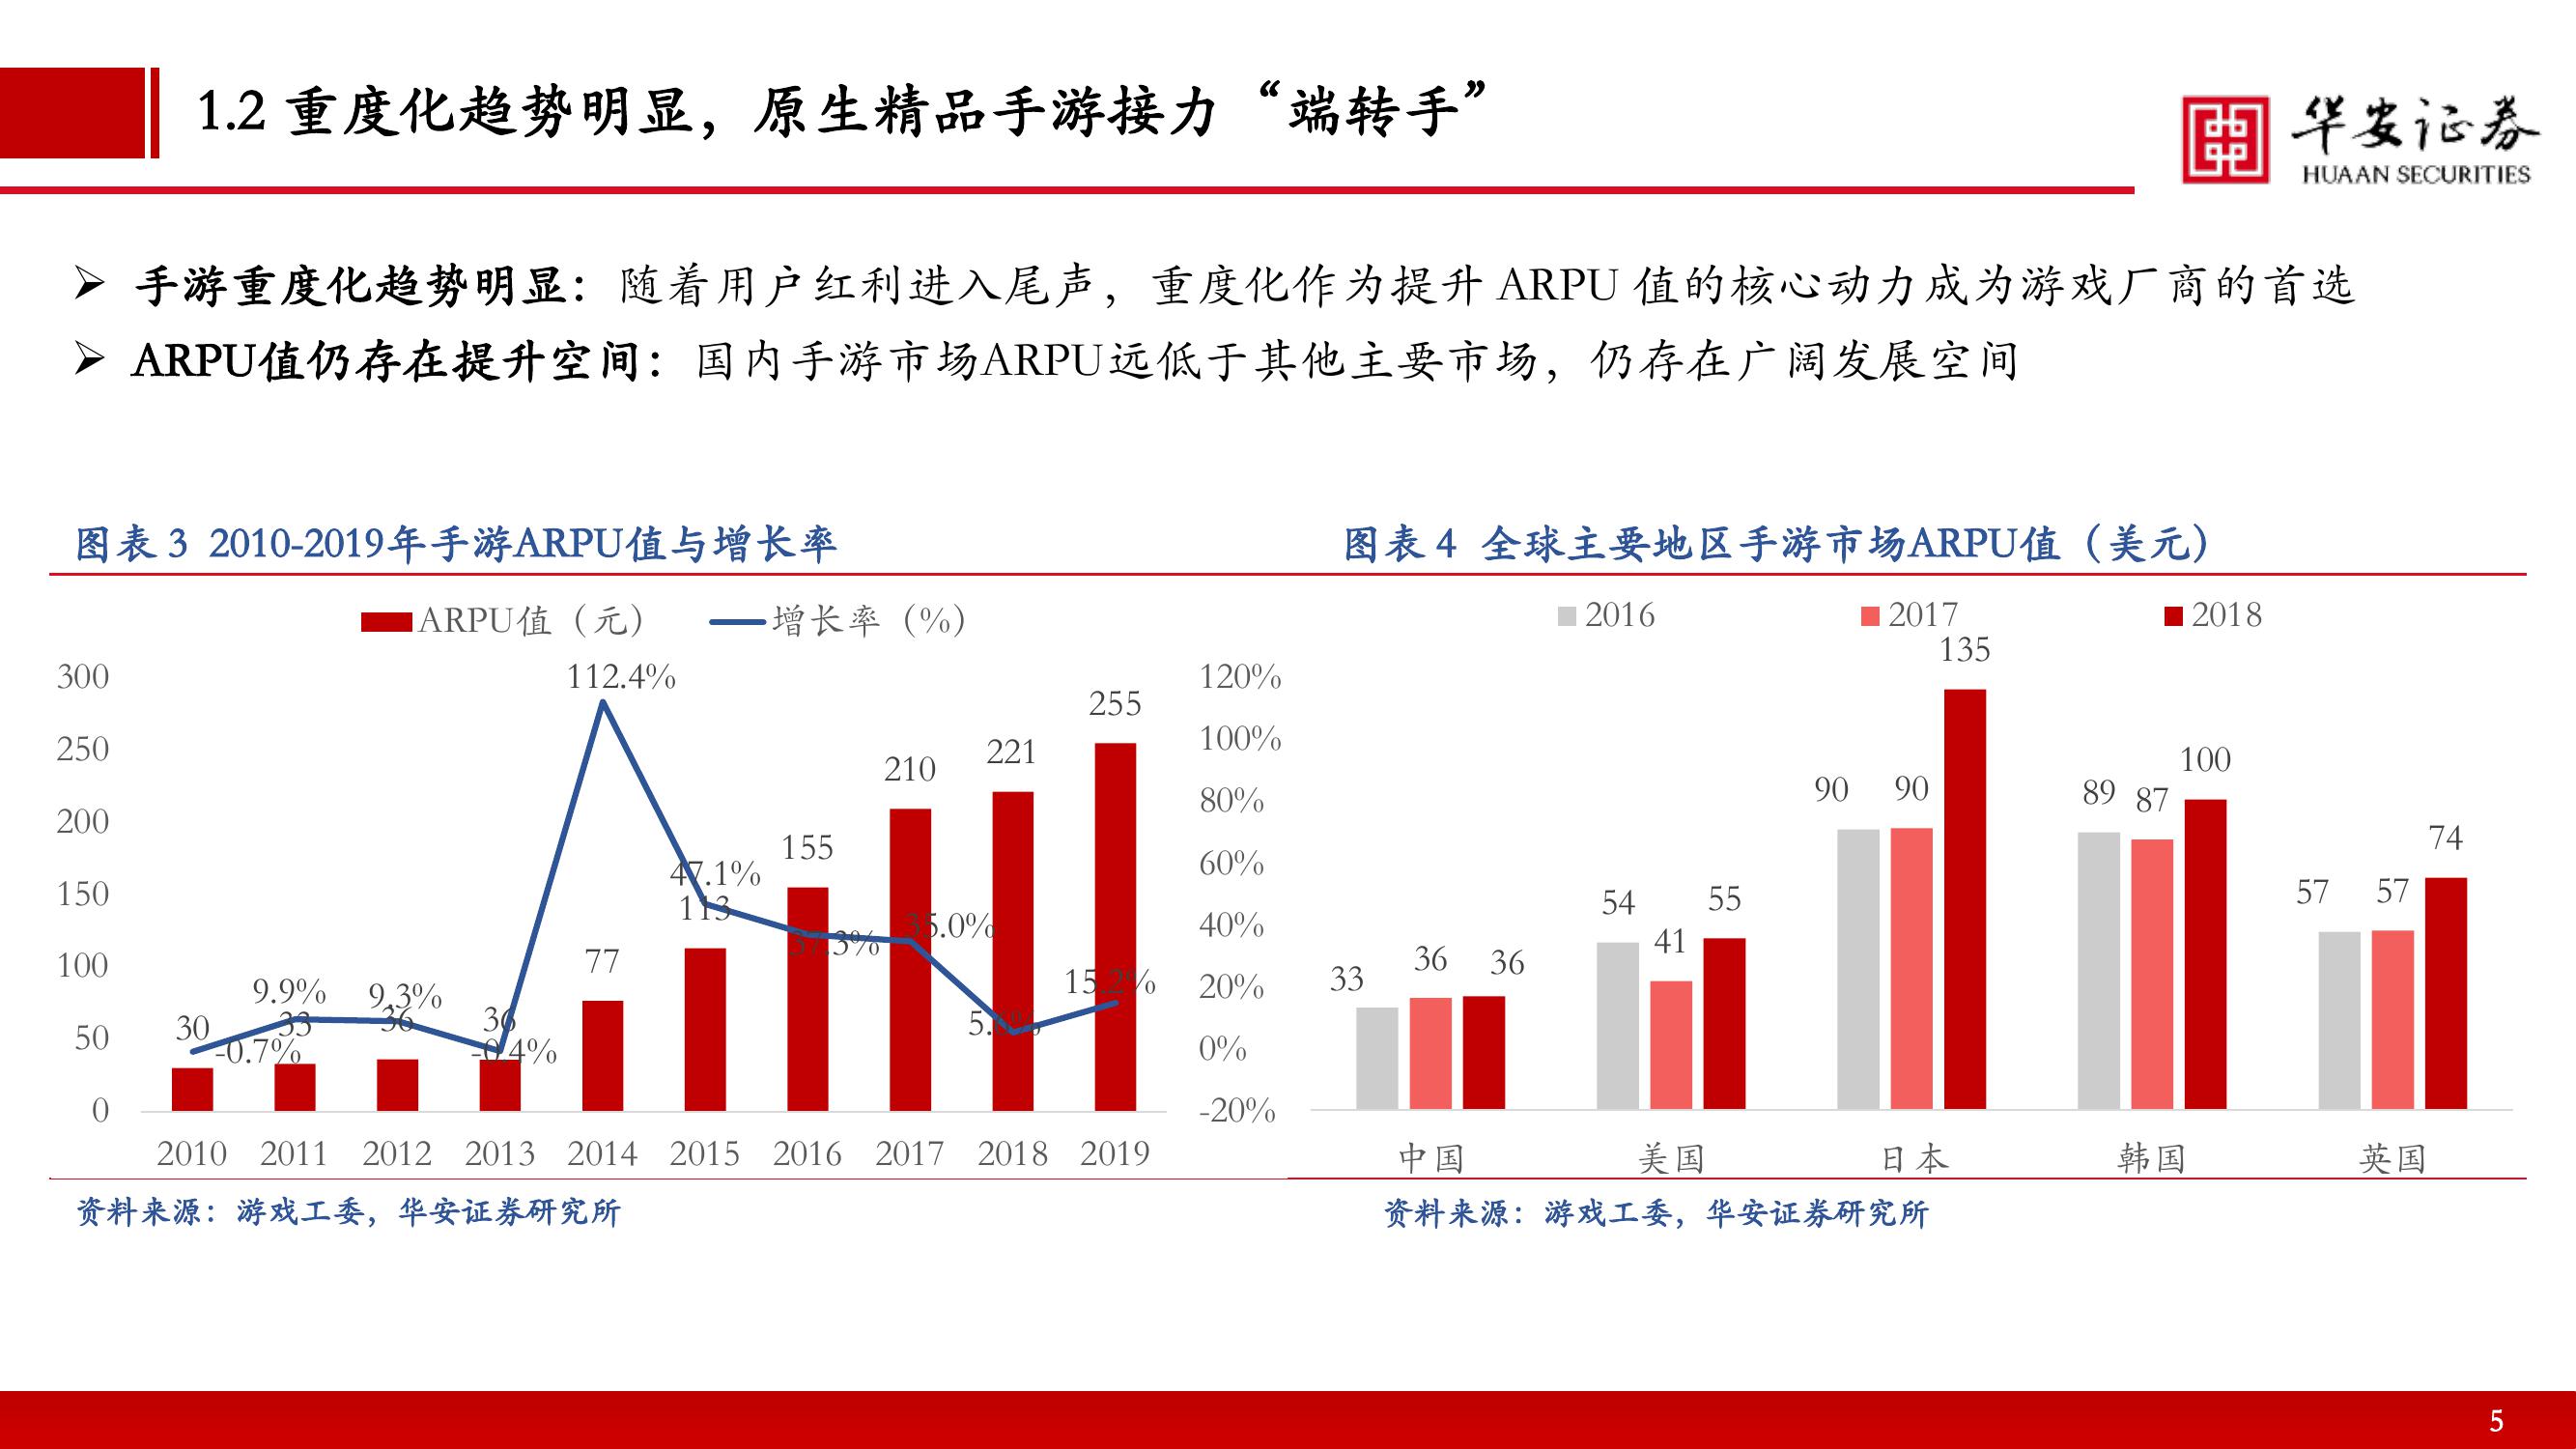 1.2 重度化趋势明显，原生精品手游接力“端转手”
华安证券
HUAAN SECURITIES
➢ 手游重度化趋势明显：随着用户红利进入尾声，重度化作为提升 ARPU 值的核心动力成为游戏厂商的首选
➢ ARPU值仍存在提升空间：国内手游市场ARPU远低于其他主要市场，仍存在广阔发展空间
图表 3 2010-2019年手游ARPU值与增长率
ARPU值（元） 增长率（%）
300
250
200
150
100
50
0
120%
100%
80%
60%
40%
20%
0%
-20%
30 33 36 36 77 113 155 210 221 255
-0.7% 9.9% 9.3% -0.4% 112.4% 47.1% 37.3% 35.0% 15.2%
2010 2011 2012 2013 2014 2015 2016 2017 2018 2019
资料来源：游戏工委，华安证券研究所
图表 4 全球主要地区手游市场ARPU值（美元）
2016 2017 2018
33 36 36
54 41 55
90 90 135
89 87 100
57 57 74
中国 美国 日本 韩国 英国
资料来源：游戏工委，华安证券研究所
5